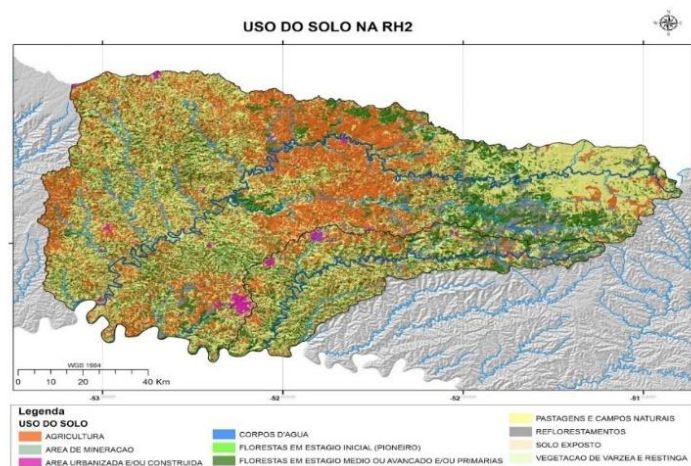 USO DO SOLO NA RH2
WGS 1984
0 10 20 40 Km
-53 -52 -52 -51
Legenda
USO DO SOLO
AGRICULTURA
AREA DE MINERACAO
AREA URBANIZADA E/OU CONSTRUIDA
CORPOS D'AGUA
FLORESTAS EM ESTAGIO INICIAL (PIONEIRO)
FLORESTAS EM ESTAGIO MEDIO OU AVANCADO E/OU PRIMARIAS
PASTAGENS E CAMPOS NATURAIS
REFLORESTAMENTOS
SOLO EXPOSTO
VEGETACAO DE VARZEA E RESTINGA